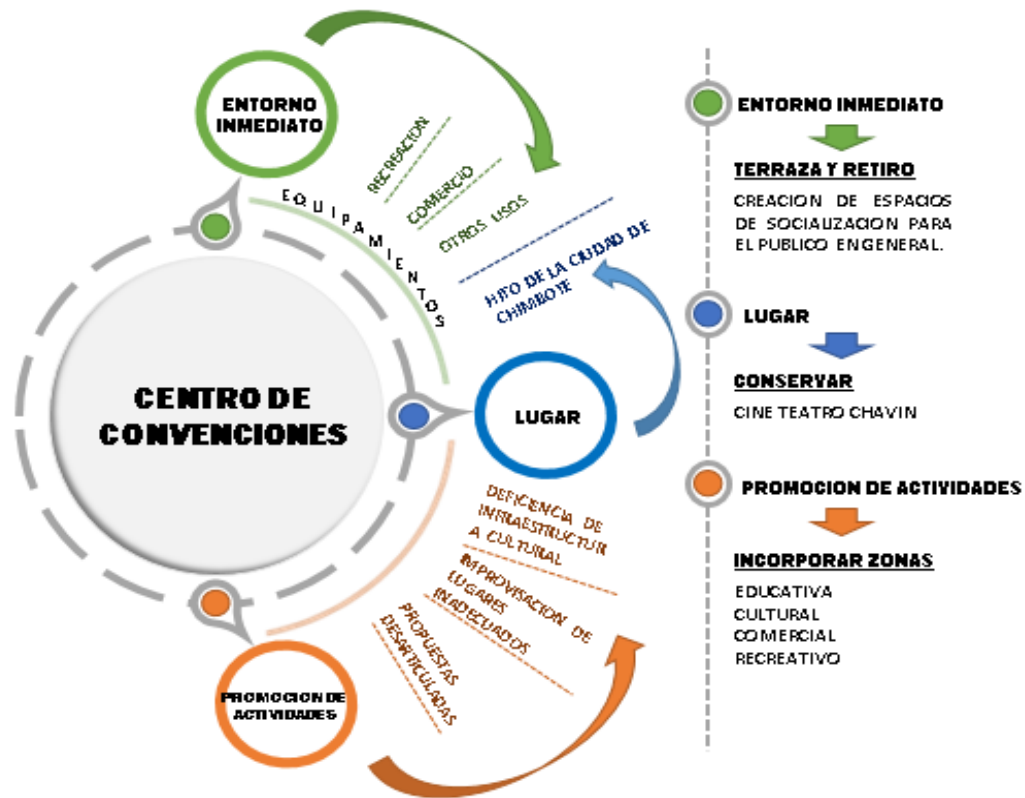 ENTORNO
INMEDIATO
RECREACION
COMERCIO
OTROS USOS
EQUIPAMIENTOS
HITO DE LA CIUDAD DE
CHIMBOTE
CENTRO DE
CONVENCIONES
LUGAR
DEFICIENCIA DE
INFRAESTRUCTUR
A CULTURAL
IMPROVISACION DE
LUGARES
INADECUADOS
PROPUESTAS
DESARTICULADAS
PROMOCION DE
ACTIVIDADES
ENTORNO INMEDIATO
TERRAZA Y RETIRO
CREACION DE ESPACIOS
DE SOCIALIZACION PARA
EL PUBLICO EN GENERAL.
LUGAR
CONSERVAR
CINE TEATRO CHAVIN
PROMOCION DE ACTIVIDADES
INCORPORAR ZONAS
EDUCATIVA
CULTURAL
COMERCIAL
RECREATIVO